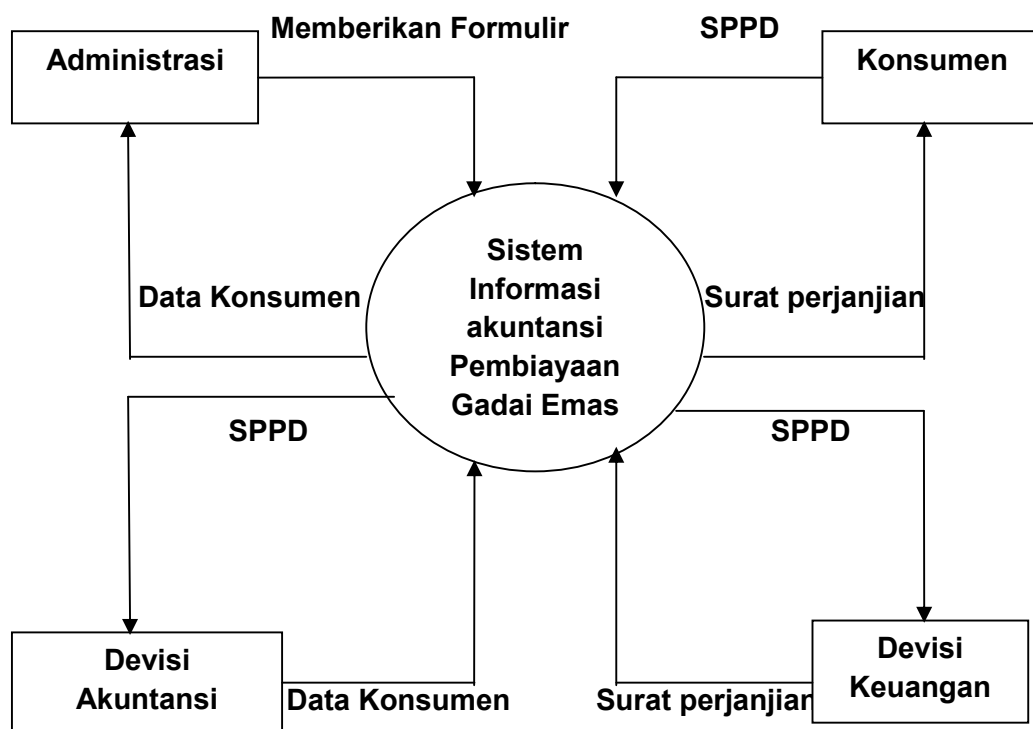 Memberikan Formulir
SPPD
Administrasi
Konsumen
Sistem
Informasi
akuntansi
Pembiayaan
Gadai Emas
Data Konsumen
Surat perjanjian
SPPD
SPPD
Devisi
Akuntansi
Devisi
Keuangan
Data Konsumen
Surat perjanjian